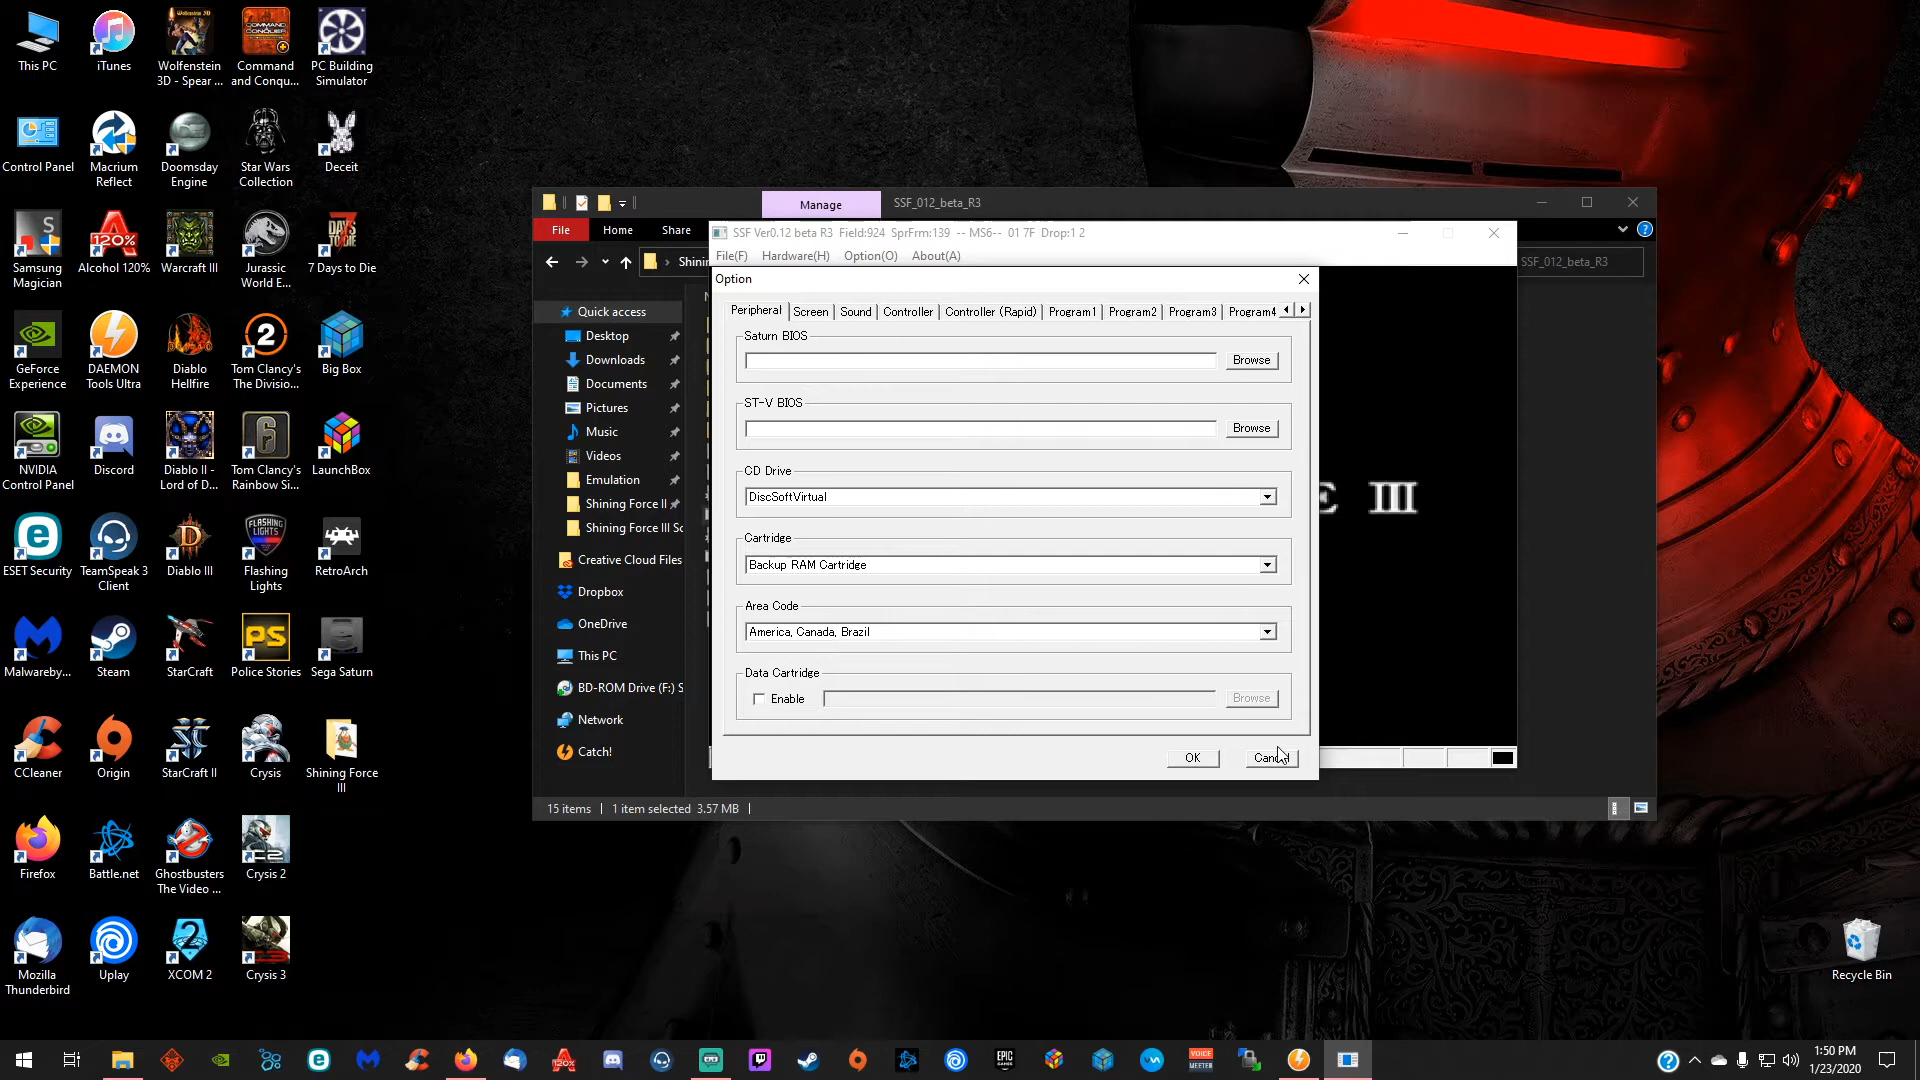 This PC
iTunes
Wolfenstein
3D - Spear ...
Command
and Conqu...
PC Building
Simulator
Control Panel
Macrium
Reflect
Doomsday
Engine
Star Wars
Collection
Deceit
Samsung
Magician
Alcohol 120%
Warcraft III
Jurassic
World E...
7 Days to Die
GeForce
Experience
DAEMON
Tools Ultra
Diablo
Hellfire
Tom Clancy's
The Divisio...
Big Box
NVIDIA
Control Panel
Discord
Diablo II -
Lord of D...
Tom Clancy's
Rainbow Si...
LaunchBox
ESET Security
TeamSpeak 3
Client
Diablo III
Flashing
Lights
RetroArch
Malwareby...
Steam
StarCraft
Police Stories
Sega Saturn
CCleaner
Origin
StarCraft II
Crysis
Shining Force
III
Firefox
Battle.net
Ghostbusters
The Video ...
Crysis 2
Mozilla
Thunderbird
Uplay
XCOM 2
Crysis 3
Recycle Bin
Manage
SSF_012_beta_R3
File
Home
Share
Shinin
SSF_012_beta_R3
Quick access
Desktop
Downloads
Documents
Pictures
Music
Videos
Emulation
Shining Force II
Shining Force III Sc
Creative Cloud Files
Dropbox
OneDrive
This PC
BD-ROM Drive (F:) S
Network
Catch!
15 items
1 item selected 3.57 MB
SSF Ver0.12 beta R3 Field:924 SprFrm:139 -- MS6-- 01 7F Drop:1 2
File(F)
Hardware(H)
Option(O)
About(A)
E III
Option
Peripheral
Screen
Sound
Controller
Controller (Rapid)
Program1
Program2
Program3
Program4
Saturn BIOS
Browse
ST-V BIOS
Browse
CD Drive
DiscSoftVirtual
Cartridge
Backup RAM Cartridge
Area Code
America, Canada, Brazil
Data Cartridge
Enable
Browse
OK
Cancel
1:50 PM
1/23/2020